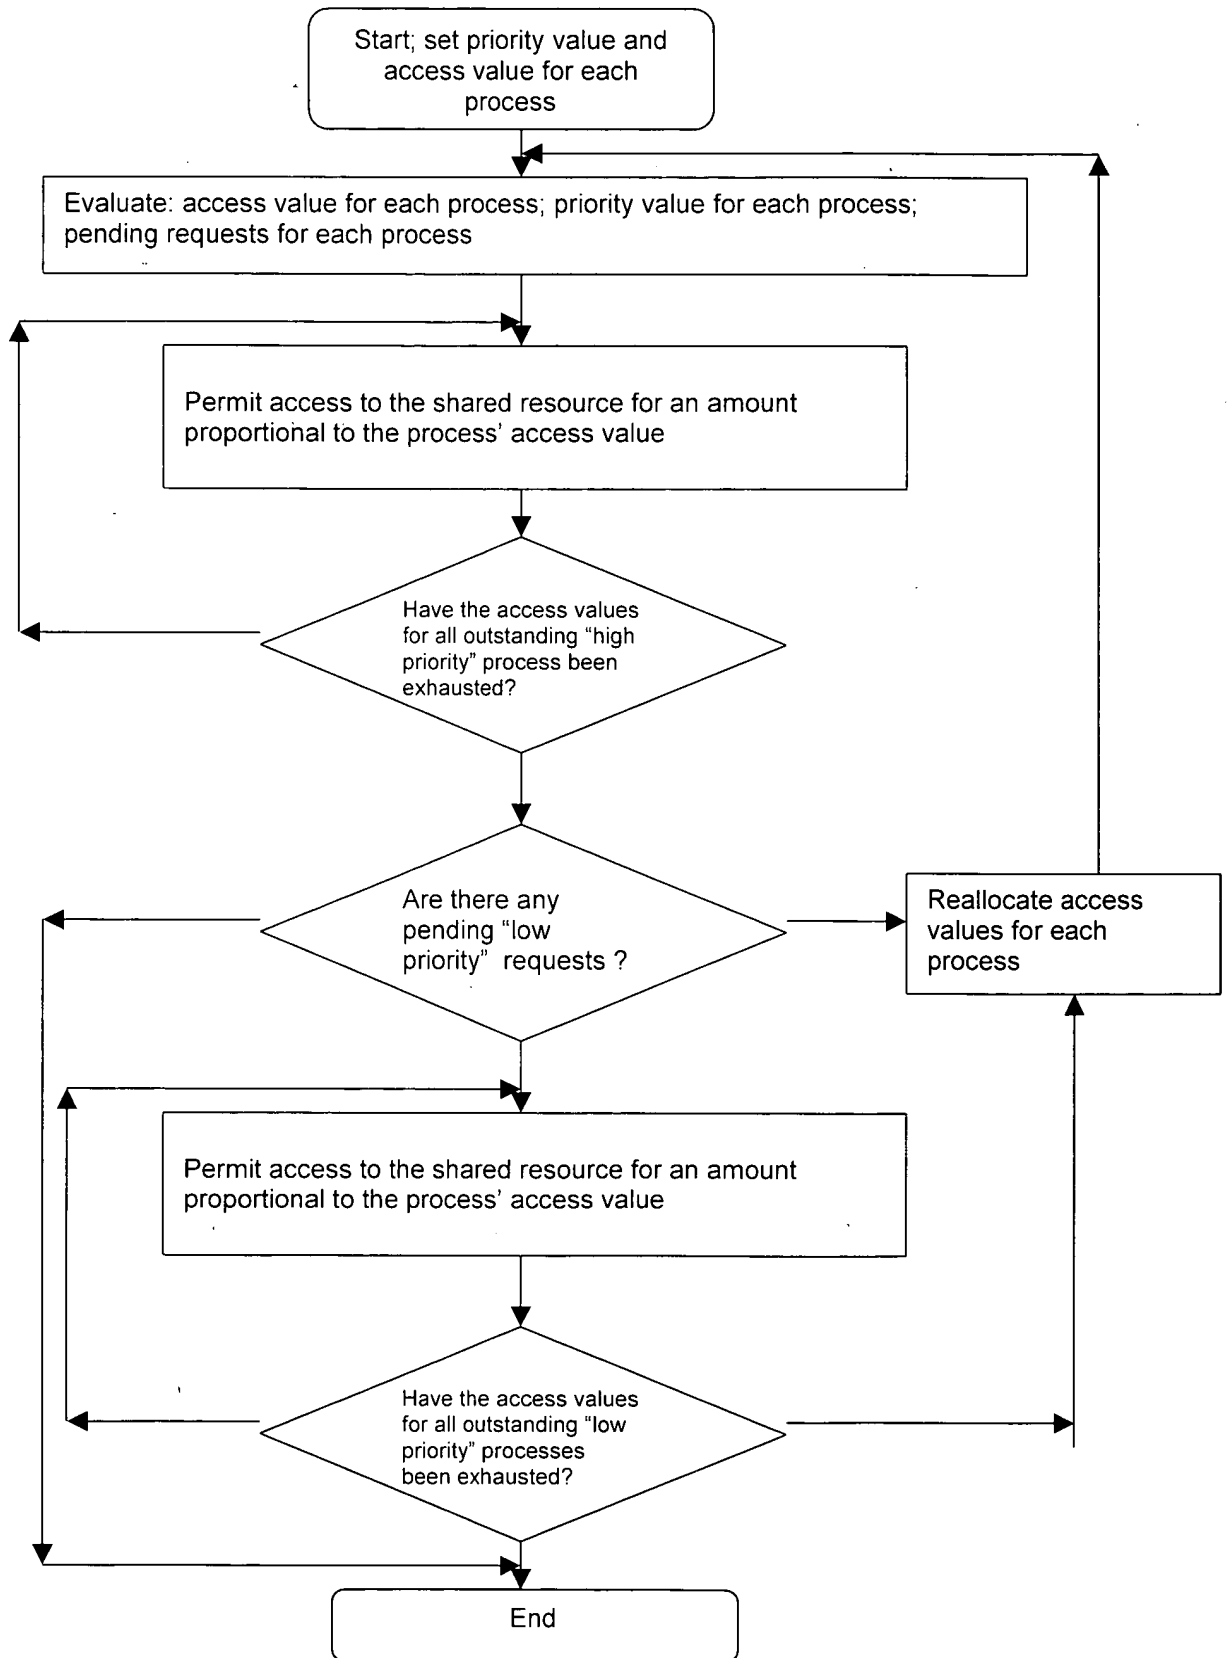 Start; set priority value and
access value for each
process
Evaluate: access value for each process; priority value for each process;
pending requests for each process
Permit access to the shared resource for an amount
proportional to the process’ access value
Have the access values
for all outstanding “high
priority” process been
exhausted?
Are there any
pending “low
priority” requests ?
Reallocate access
values for each
process
Permit access to the shared resource for an amount
proportional to the process’ access value
Have the access values
for all outstanding “low
priority” processes
been exhausted?
End